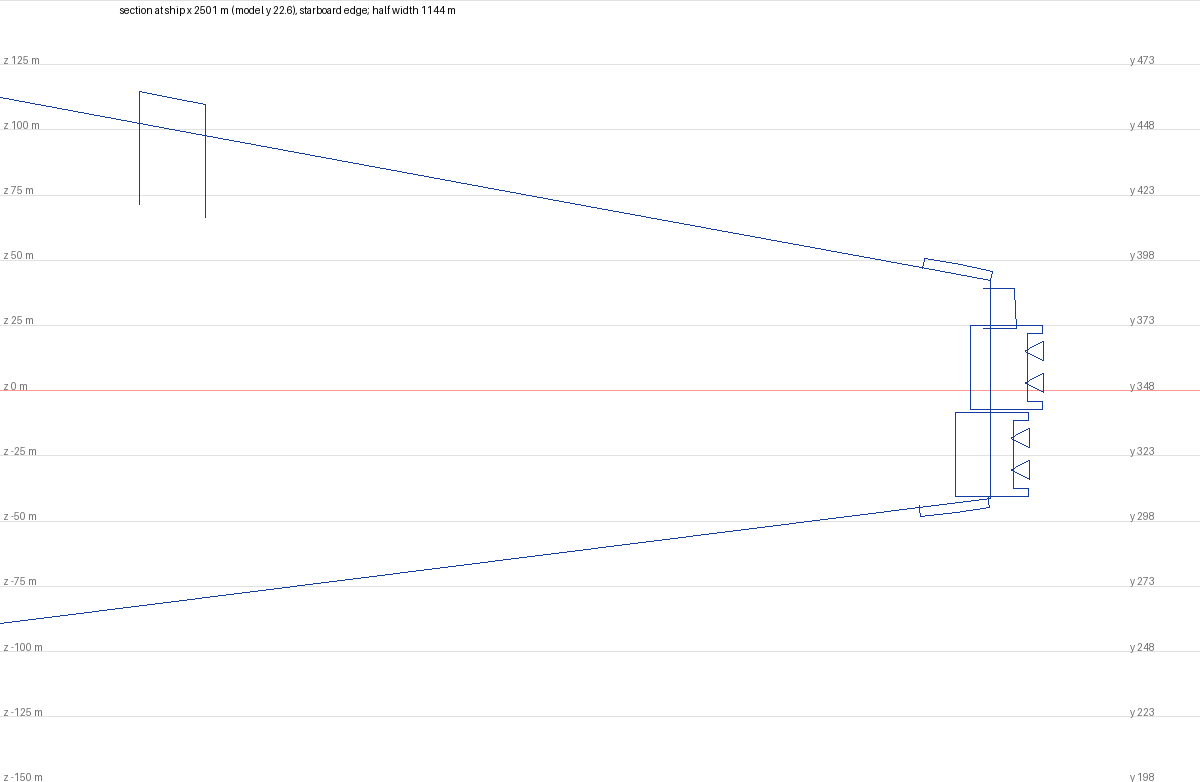 section at ship x 2501 m (model y 22.6), starboard edge; half width 1144 m
z 125 m y 473
z 100 m y 448
z 75 m y 423
z 50 m y 398
z 25 m y 373
z 0 m y 348
z -25 m y 323
z -50 m y 298
z -75 m y 273
z -100 m y 248
z -125 m y 223
z -150 m y 198